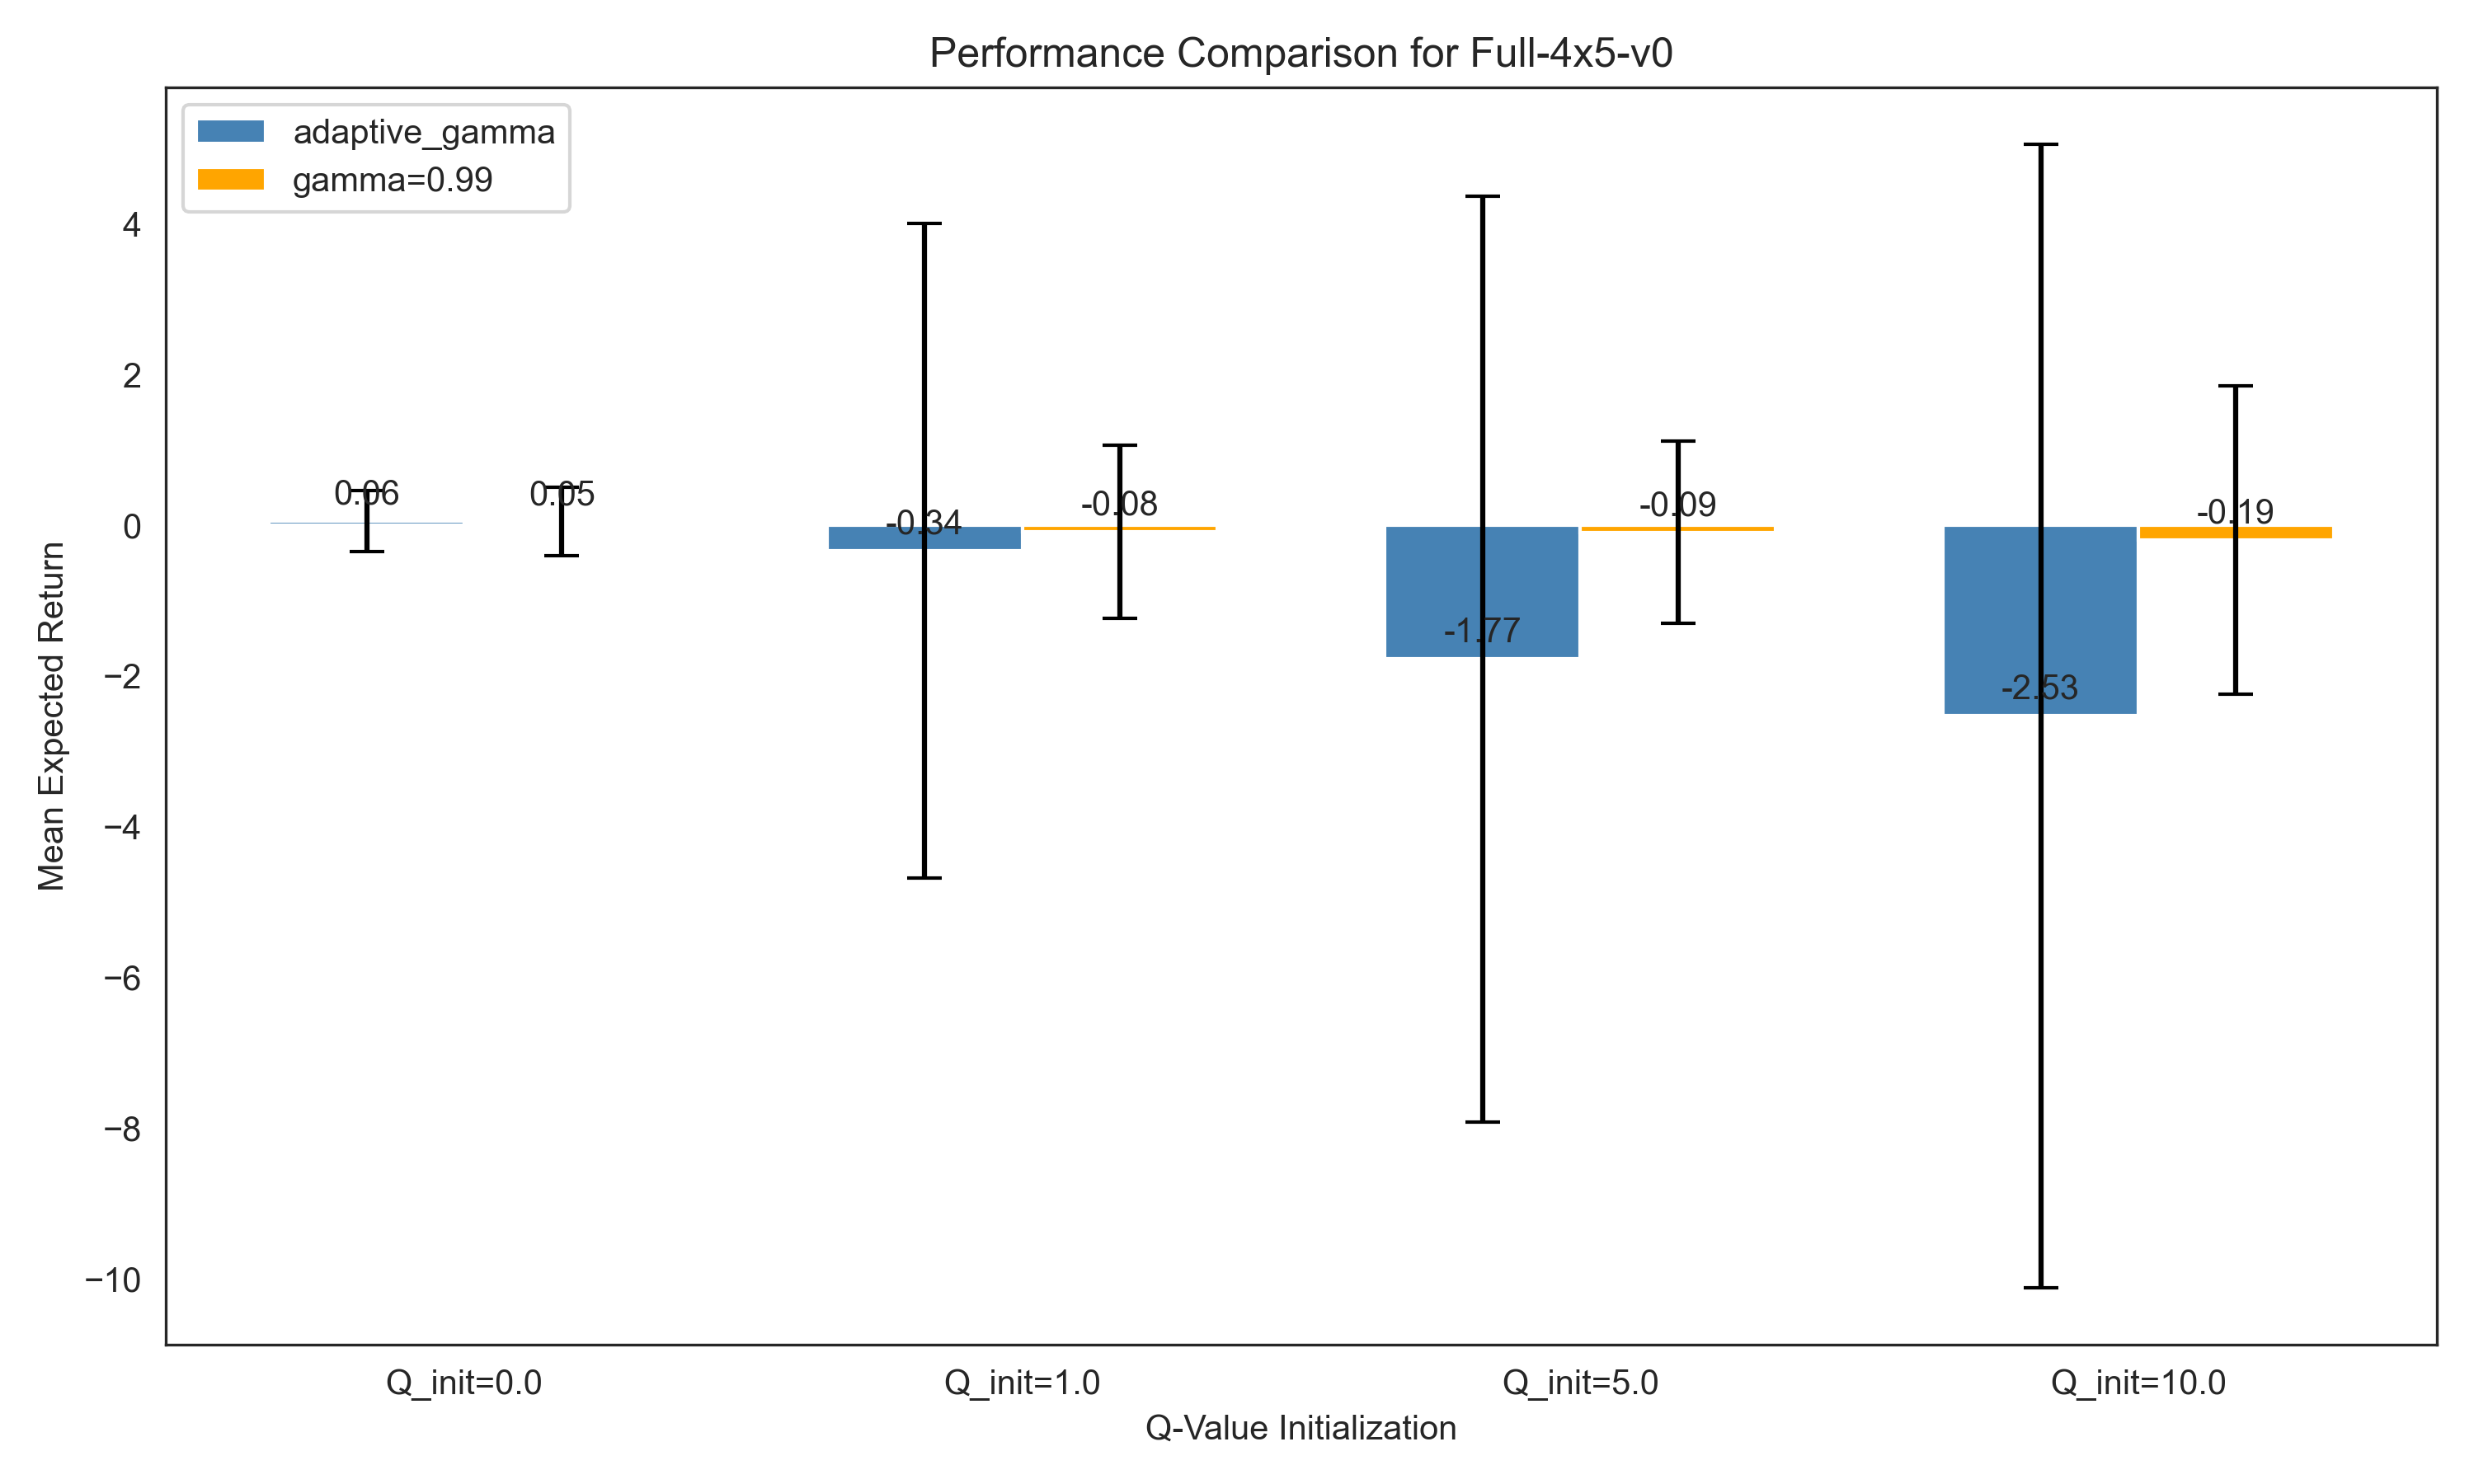 Performance Comparison for Full-4x5-v0
adaptive_gamma
gamma=0.99
Mean Expected Return
4
2
0
−2
−4
−6
−8
−10
0.06
0.05
-0.34
-0.08
-1.77
-0.09
-2.53
-0.19
Q_init=0.0
Q_init=1.0
Q_init=5.0
Q_init=10.0
Q-Value Initialization